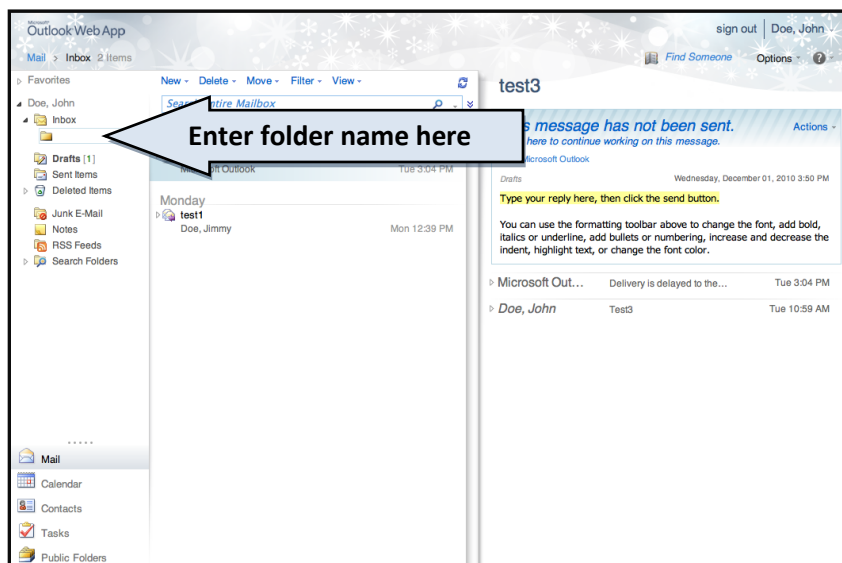 Microsoft
Outlook Web App
sign out Doe, John
Mail > Inbox 2 Items
Find Someone Options ?
Favorites
Doe, John
Inbox
Drafts [1]
Sent Items
Deleted Items
Junk E-Mail
Notes
RSS Feeds
Search Folders
Mail
Calendar
Contacts
Tasks
Public Folders
New Delete Move Filter View
Search Entire Mailbox
Enter folder name here
Microsoft Outlook Tue 3:04 PM
Monday
test1
Doe, Jimmy Mon 12:39 PM
test3
message has not been sent. Actions
here to continue working on this message.
Microsoft Outlook
Drafts Wednesday, December 01, 2010 3:50 PM
Type your reply here, then click the send button.
You can use the formatting toolbar above to change the font, add bold,
italics or underline, add bullets or numbering, increase and decrease the
indent, highlight text, or change the font color.
Microsoft Out... Delivery is delayed to the... Tue 3:04 PM
Doe, John Test3 Tue 10:59 AM